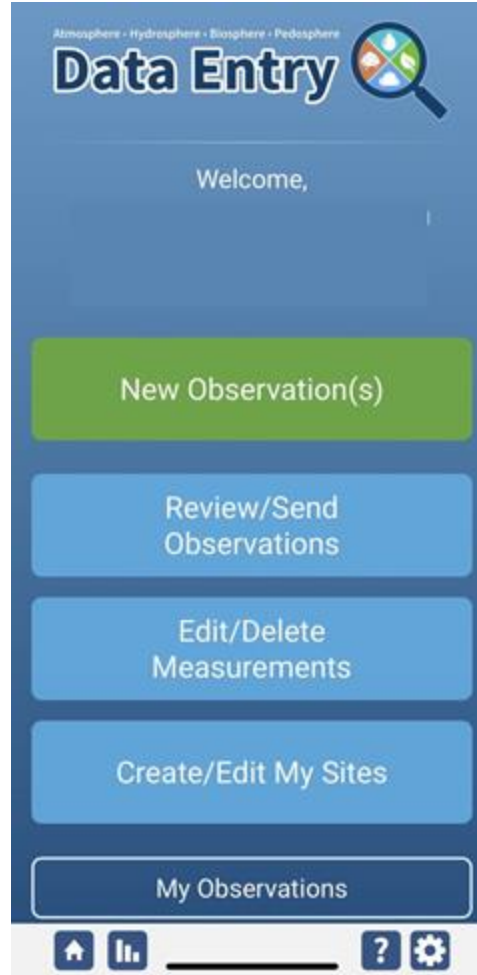 Atmosphere • Hydrosphere • Biosphere • Pedosphere
Data Entry
Welcome,
New Observation(s)
Review/Send
Observations
Edit/Delete
Measurements
Create/Edit My Sites
My Observations
?